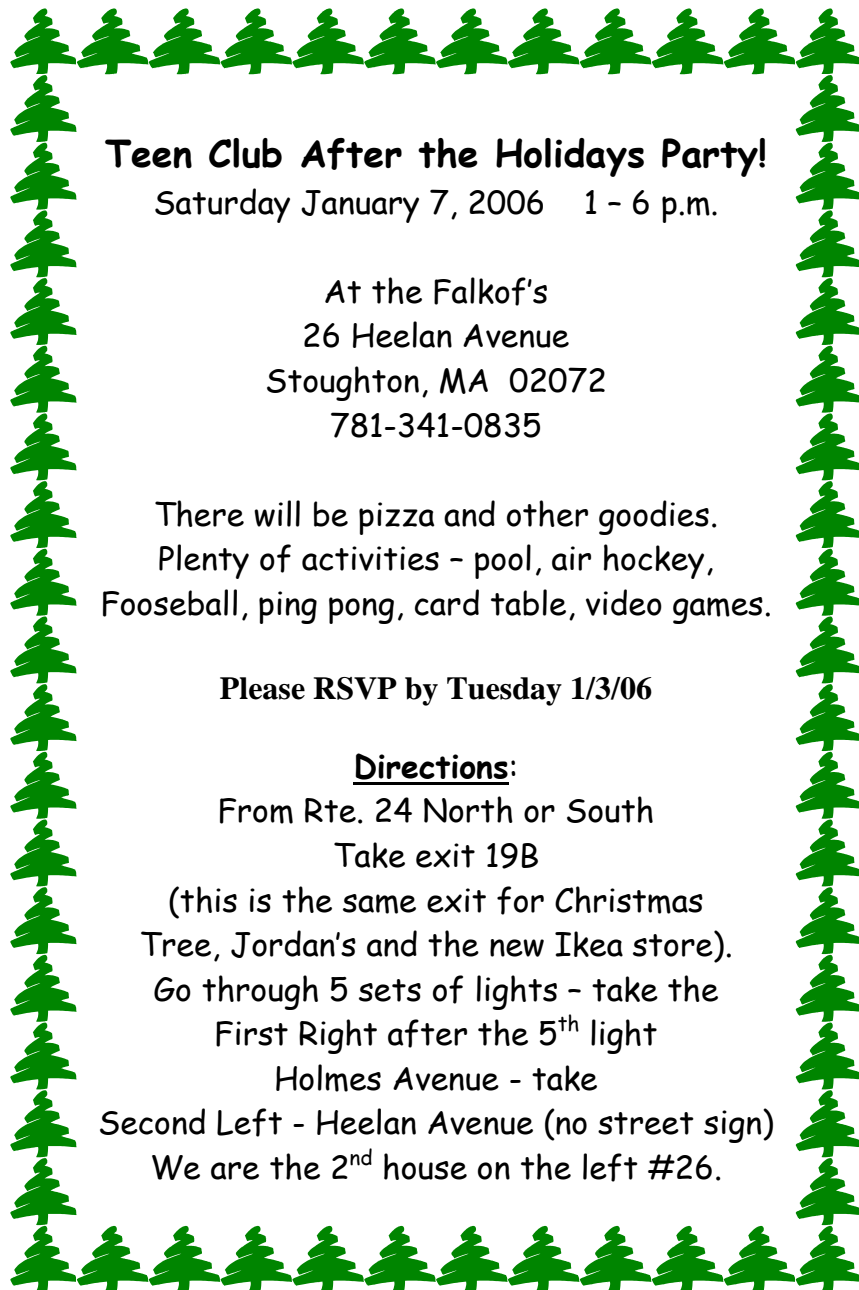 Teen Club After the Holidays Party!
Saturday January 7, 2006 1 – 6 p.m.
At the Falkof’s
26 Heelan Avenue
Stoughton, MA 02072
781-341-0835
There will be pizza and other goodies.
Plenty of activities – pool, air hockey,
Fooseball, ping pong, card table, video games.
Please RSVP by Tuesday 1/3/06
Directions:
From Rte. 24 North or South
Take exit 19B
(this is the same exit for Christmas
Tree, Jordan’s and the new Ikea store).
Go through 5 sets of lights – take the
First Right after the 5th light
Holmes Avenue - take
Second Left - Heelan Avenue (no street sign)
We are the 2nd house on the left #26.